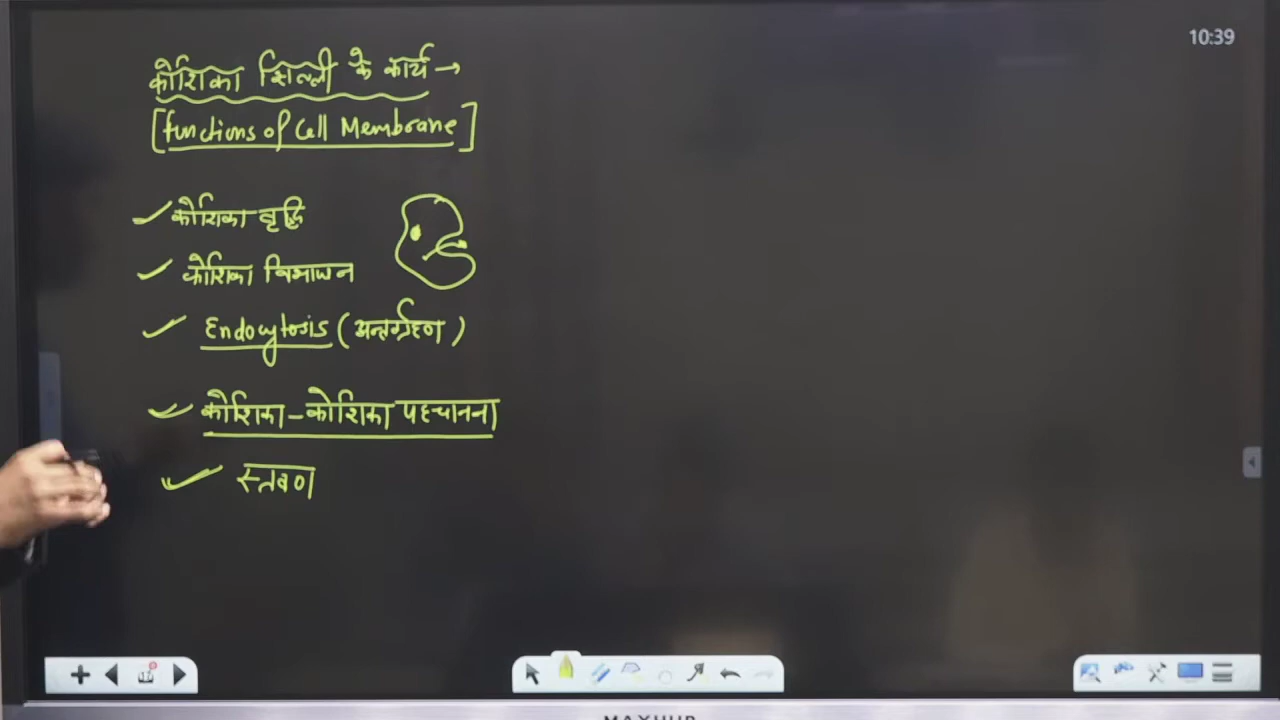 कोशिका झिल्ली के कार्य →
[functions of Cell Membrane]
कोशिका वृद्धि
कोशिका विभाजन
Endocytosis (अन्तर्ग्रहण)
कोशिका - कोशिका पहचानना
स्त्रवण
10:39